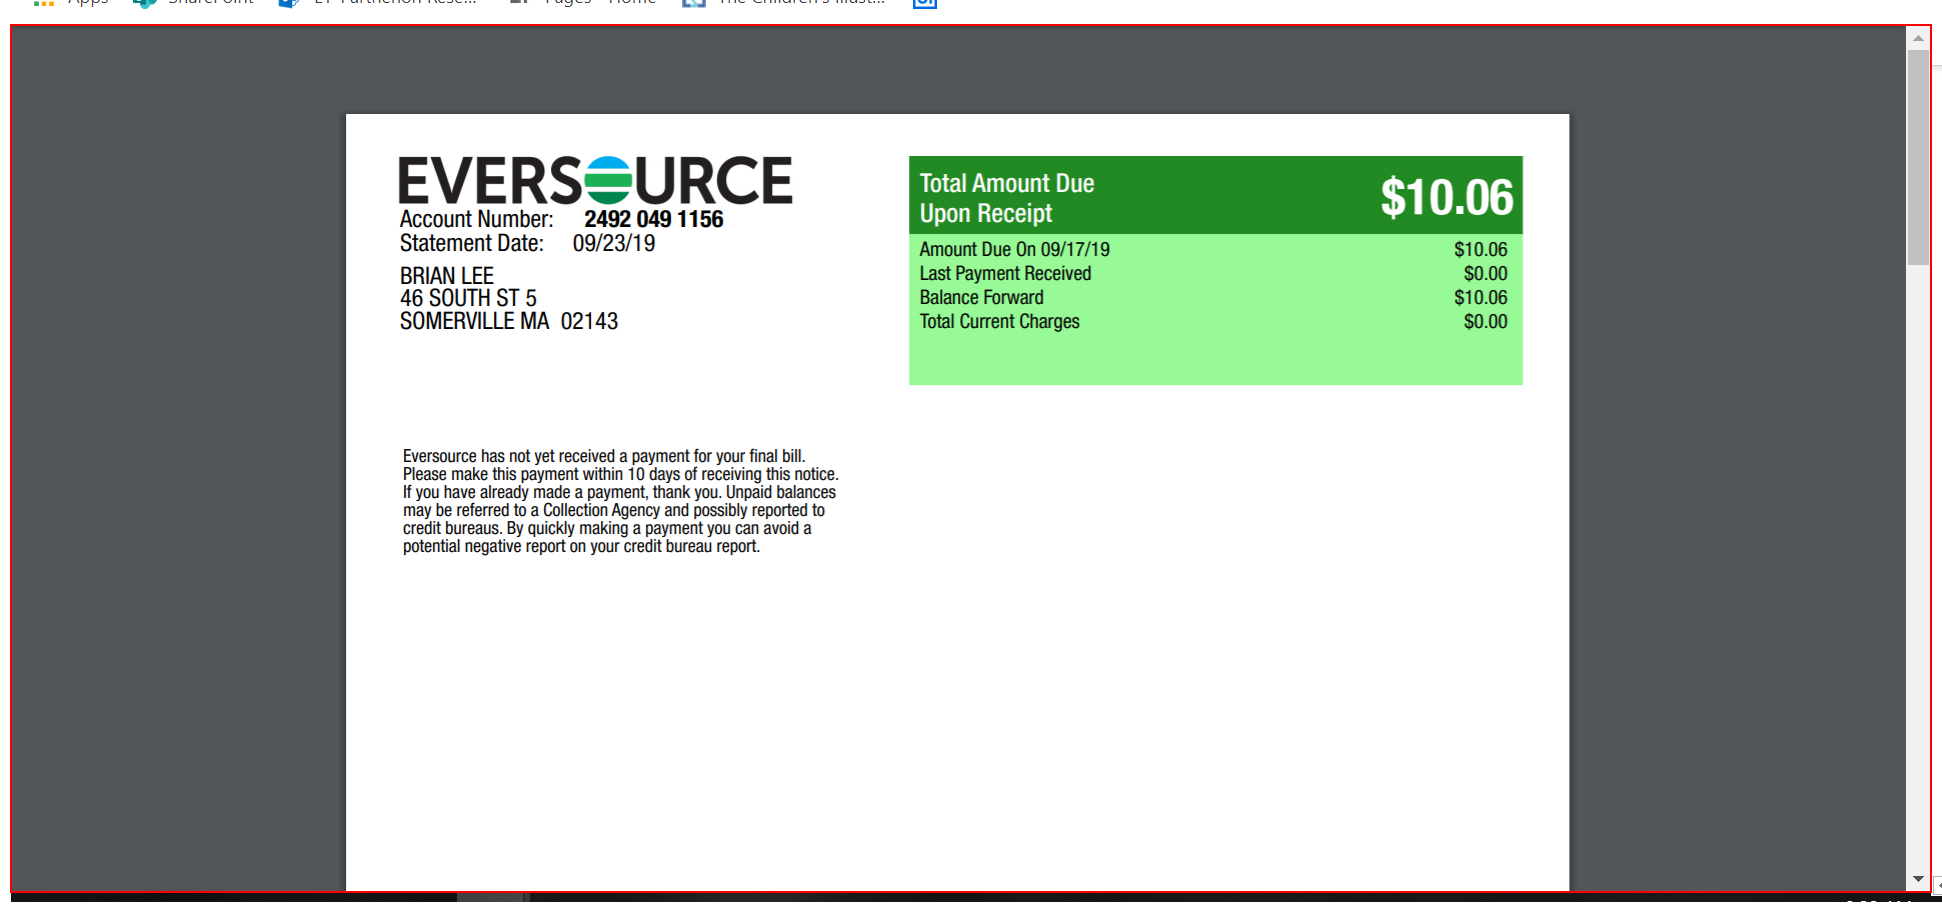 Apps SharePoint EY Parthenon Rese... Pages - Home The Children's Illust...
EVERSOURCE
Account Number: 2492 049 1156
Statement Date: 09/23/19
BRIAN LEE
46 SOUTH ST 5
SOMERVILLE MA 02143
Total Amount Due
Upon Receipt
$10.06
Amount Due On 09/17/19 $10.06
Last Payment Received $0.00
Balance Forward $10.06
Total Current Charges $0.00
Eversource has not yet received a payment for your final bill.
Please make this payment within 10 days of receiving this notice.
If you have already made a payment, thank you. Unpaid balances
may be referred to a Collection Agency and possibly reported to
credit bureaus. By quickly making a payment you can avoid a
potential negative report on your credit bureau report.